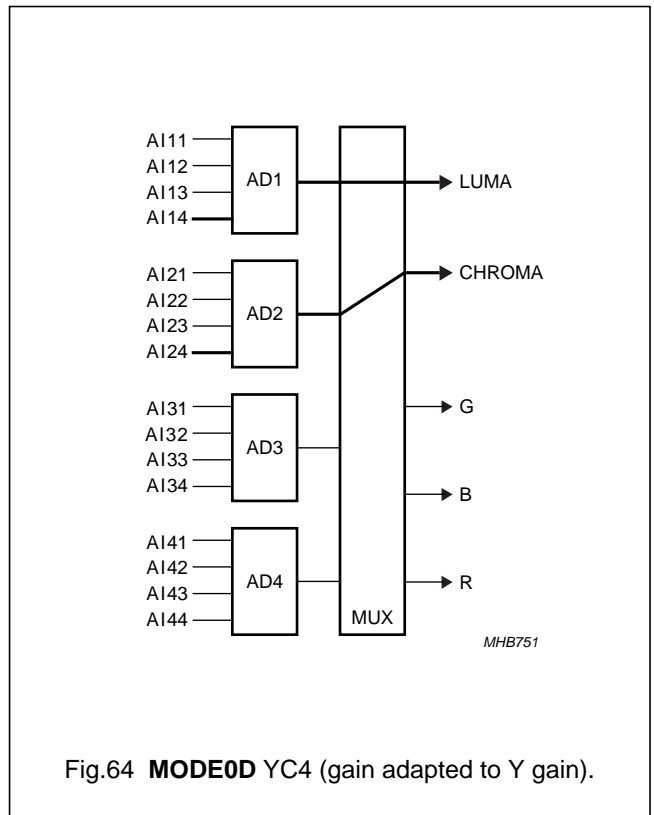 AI11
AI12
AI13
AI14
AD1
LUMA
AI21
AI22
AI23
AI24
AD2
CHROMA
AI31
AI32
AI33
AI34
AD3
G
B
AI41
AI42
AI43
AI44
AD4
R
MUX
MHB751
Fig.64 MODE0D YC4 (gain adapted to Y gain).